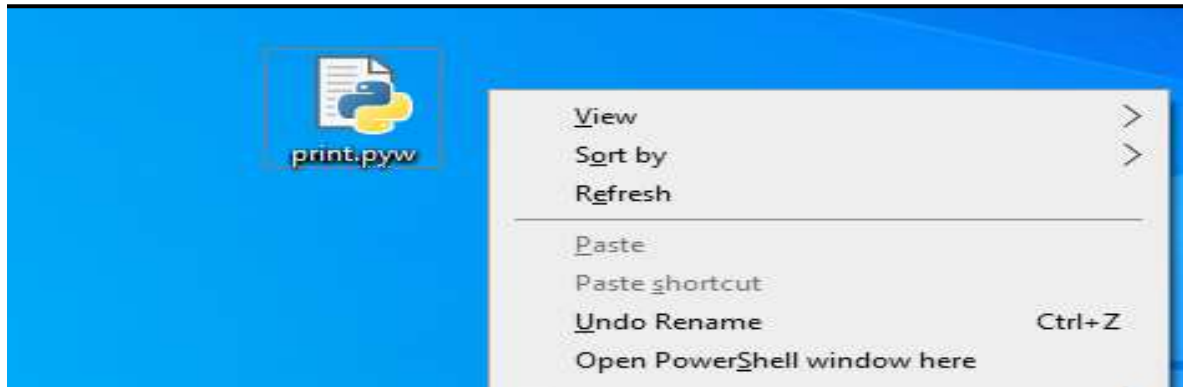 print.pyw
View
Sort by
Refresh
Paste
Paste shortcut
Undo Rename Ctrl+Z
Open PowerShell window here